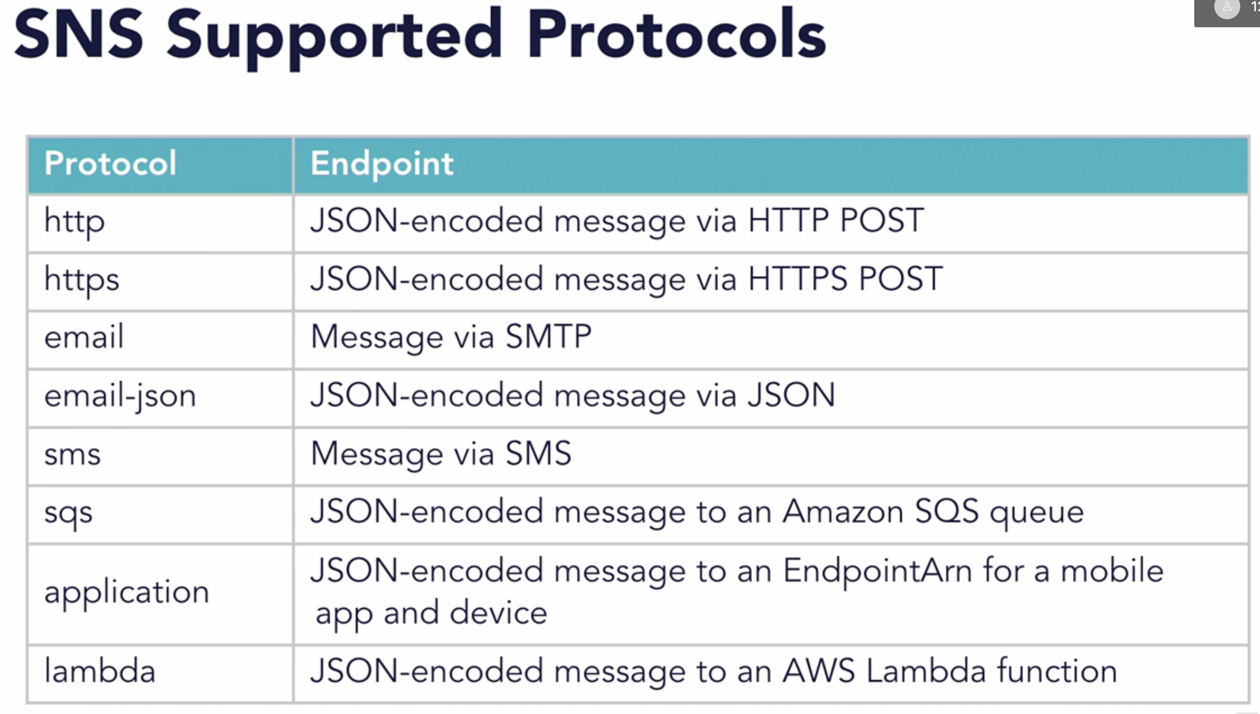 SNS Supported Protocols
Protocol Endpoint
http JSON-encoded message via HTTP POST
https JSON-encoded message via HTTPS POST
email Message via SMTP
email-json JSON-encoded message via JSON
sms Message via SMS
sqs JSON-encoded message to an Amazon SQS queue
application JSON-encoded message to an EndpointArn for a mobile
app and device
lambda JSON-encoded message to an AWS Lambda function